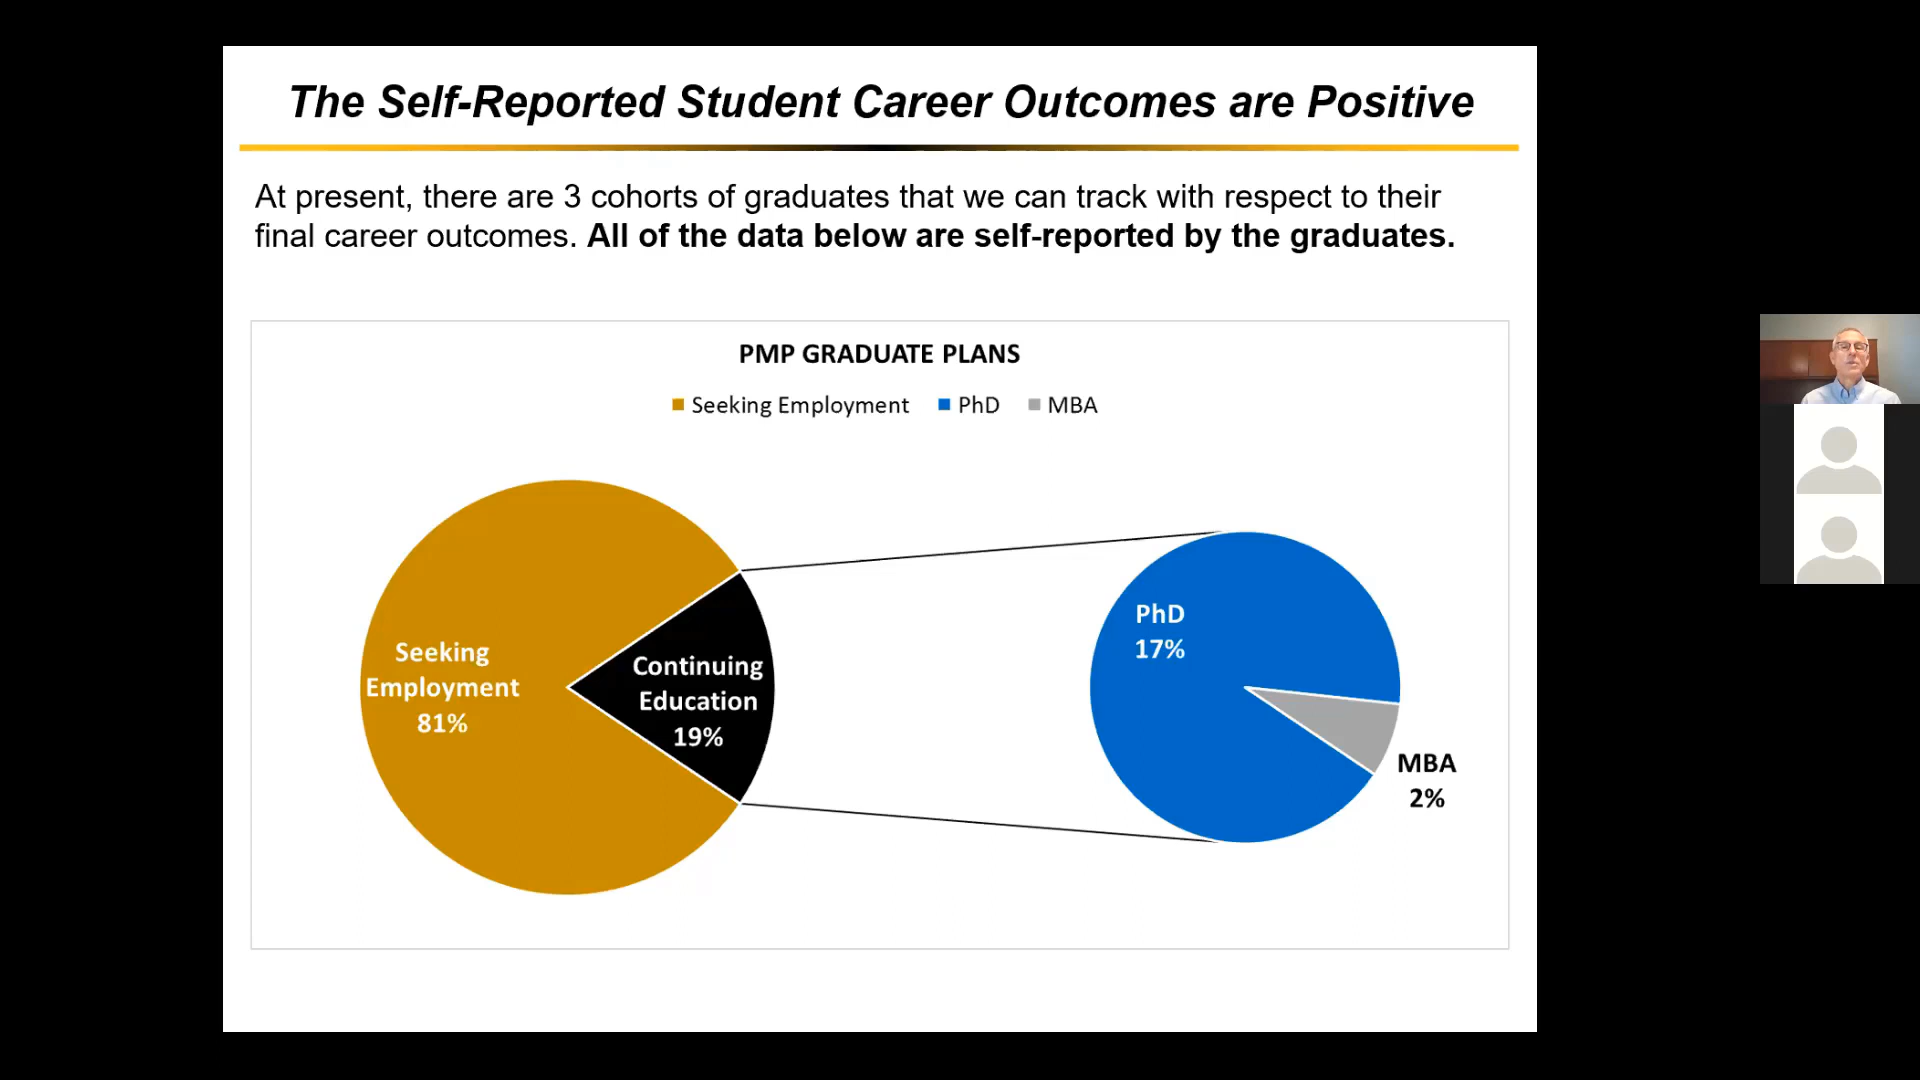 The Self-Reported Student Career Outcomes are Positive
At present, there are 3 cohorts of graduates that we can track with respect to their
final career outcomes. All of the data below are self-reported by the graduates.
PMP GRADUATE PLANS
Seeking Employment PhD MBA
Seeking
Employment
81%
Continuing
Education
19%
PhD
17%
MBA
2%